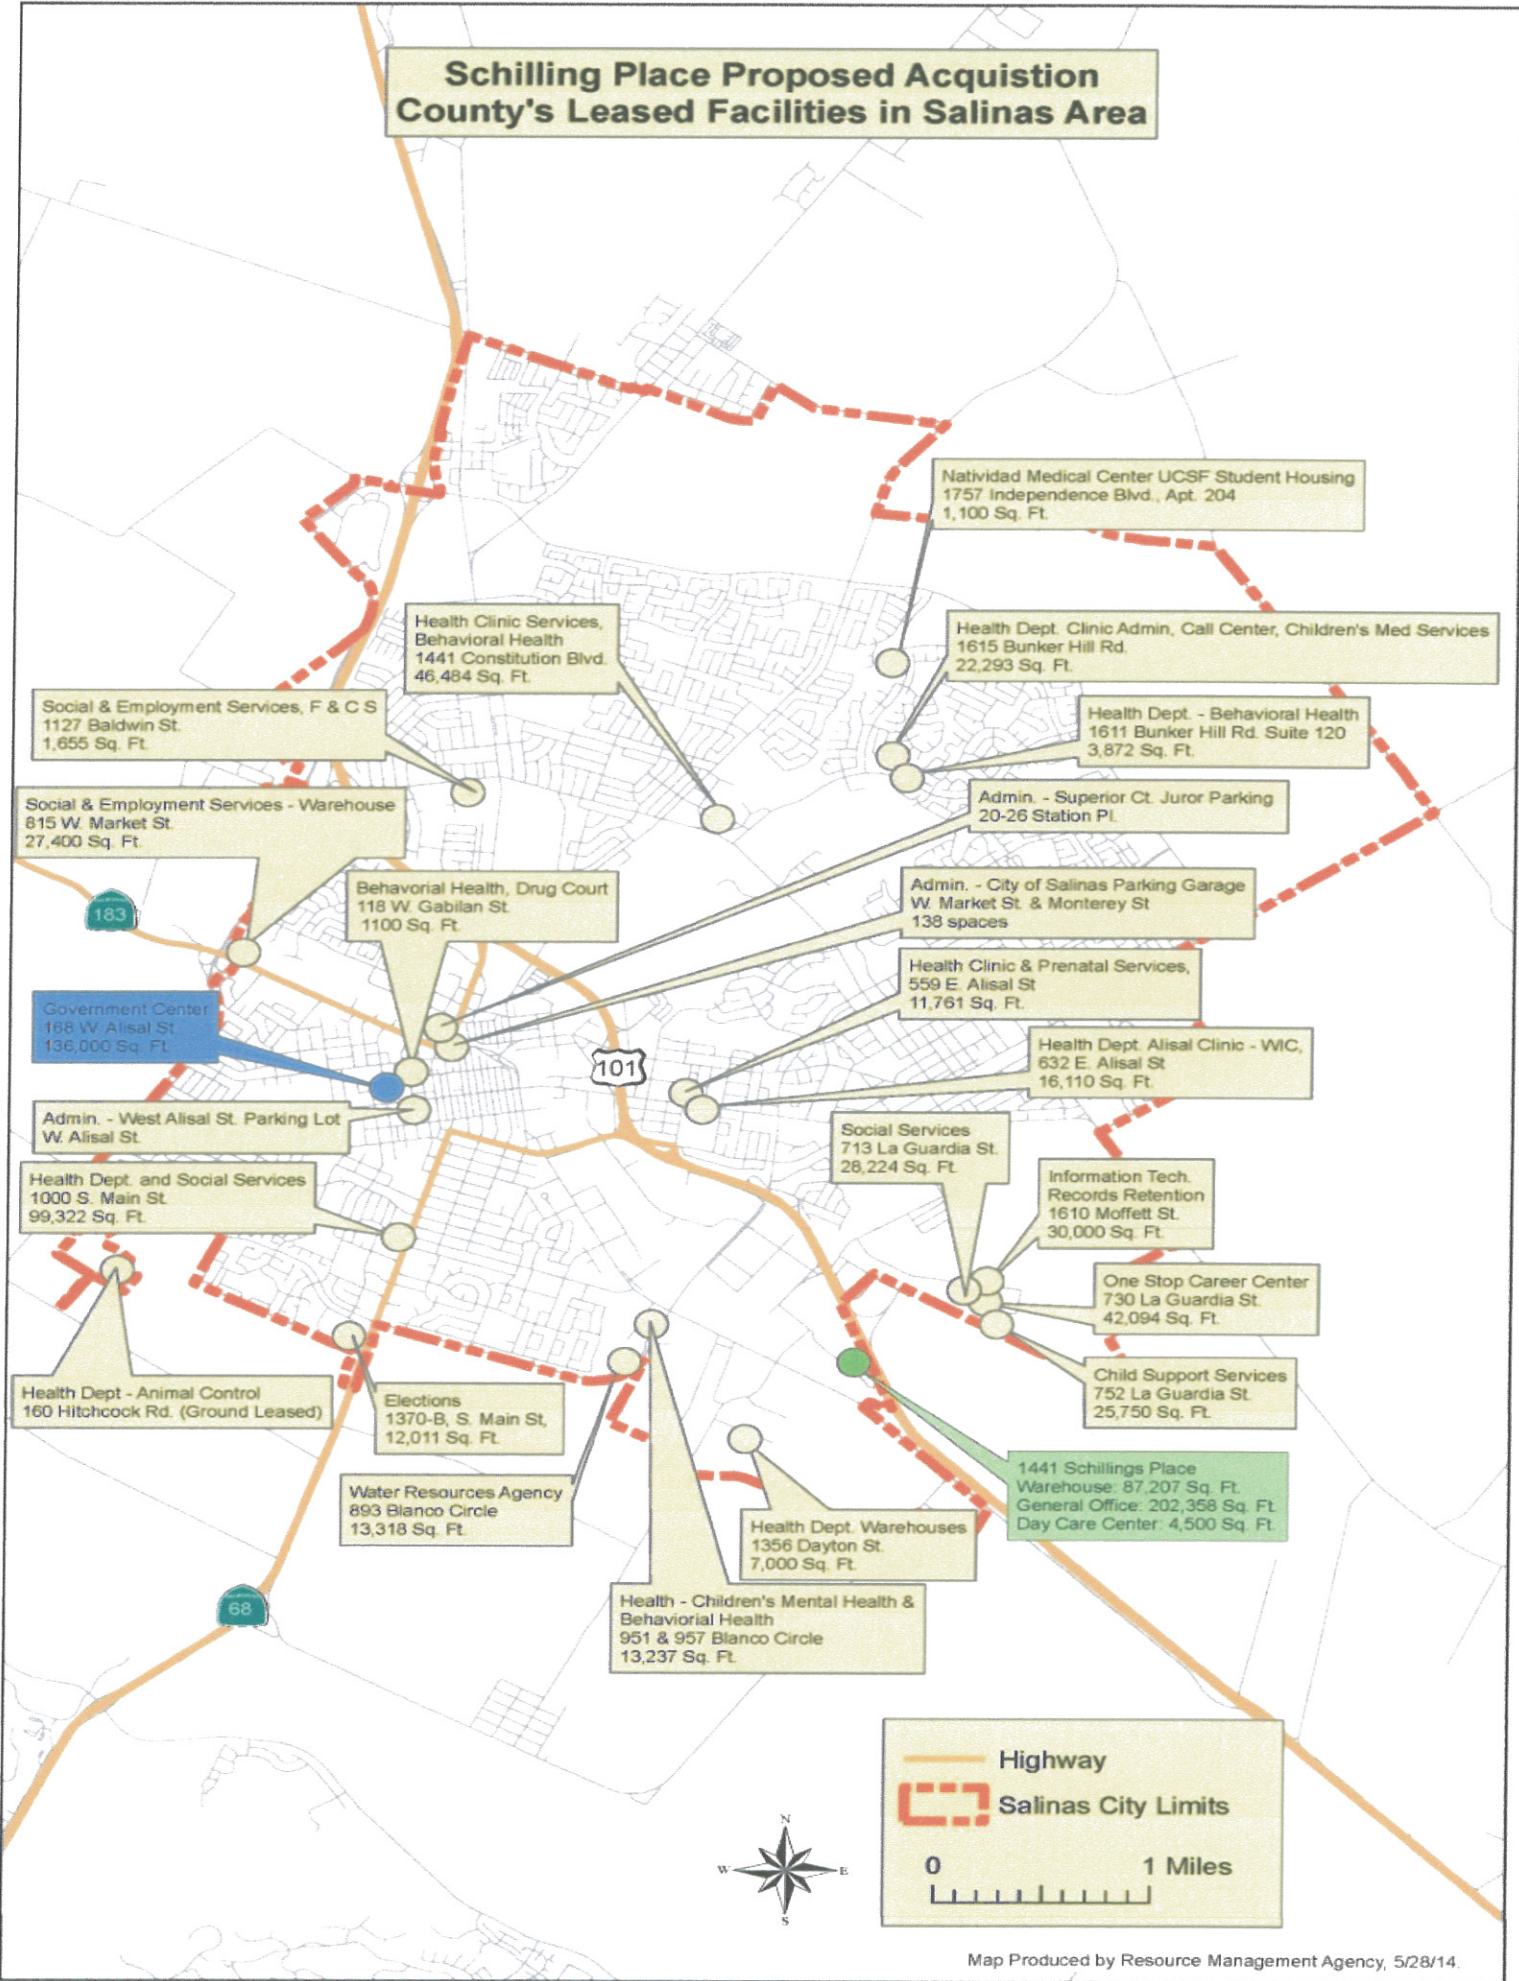 Schilling Place Proposed Acquistion
County's Leased Facilities in Salinas Area
Natividad Medical Center UCSF Student Housing
1757 Independence Blvd., Apt. 204
1,100 Sq. Ft.
Health Clinic Services,
Behavioral Health
1441 Constitution Blvd.
46,484 Sq. Ft.
Health Dept. Clinic Admin, Call Center, Children's Med Services
1615 Bunker Hill Rd.
22,293 Sq. Ft.
Social & Employment Services, F & C S
1127 Baldwin St.
1,655 Sq. Ft.
Health Dept. - Behavioral Health
1611 Bunker Hill Rd. Suite 120
3,872 Sq. Ft.
Social & Employment Services - Warehouse
815 W. Market St.
27,400 Sq. Ft.
Admin. - Superior Ct. Juror Parking
20-26 Station Pl.
183
Behavorial Health, Drug Court
118 W. Gabilan St.
1100 Sq. Ft.
Admin. - City of Salinas Parking Garage
W. Market St. & Monterey St
138 spaces
Health Clinic & Prenatal Services,
559 E. Alisal St
11,761 Sq. Ft.
Government Center
168 W. Alisal St.
136,000 Sq. Ft.
101
Health Dept. Alisal Clinic - WIC,
632 E. Alisal St
16,110 Sq. Ft.
Admin. - West Alisal St. Parking Lot
W. Alisal St.
Social Services
713 La Guardia St.
28,224 Sq. Ft.
Health Dept. and Social Services
1000 S. Main St.
99,322 Sq. Ft.
Information Tech.
Records Retention
1610 Moffett St.
30,000 Sq. Ft.
One Stop Career Center
730 La Guardia St.
42,094 Sq. Ft.
Health Dept - Animal Control
160 Hitchcock Rd. (Ground Leased)
Elections
1370-B, S. Main St,
12,011 Sq. Ft.
Child Support Services
752 La Guardia St.
25,750 Sq. Ft.
Water Resources Agency
893 Blanco Circle
13,318 Sq. Ft.
1441 Schillings Place
Warehouse: 87,207 Sq. Ft.
General Office: 202,358 Sq. Ft.
Day Care Center: 4,500 Sq. Ft.
Health Dept. Warehouses
1356 Dayton St.
7,000 Sq. Ft.
68
Health - Children's Mental Health &
Behaviorial Health
951 & 957 Blanco Circle
13,237 Sq. Ft.
Highway
Salinas City Limits
0 1 Miles
N
W E
S
Map Produced by Resource Management Agency, 5/28/14.